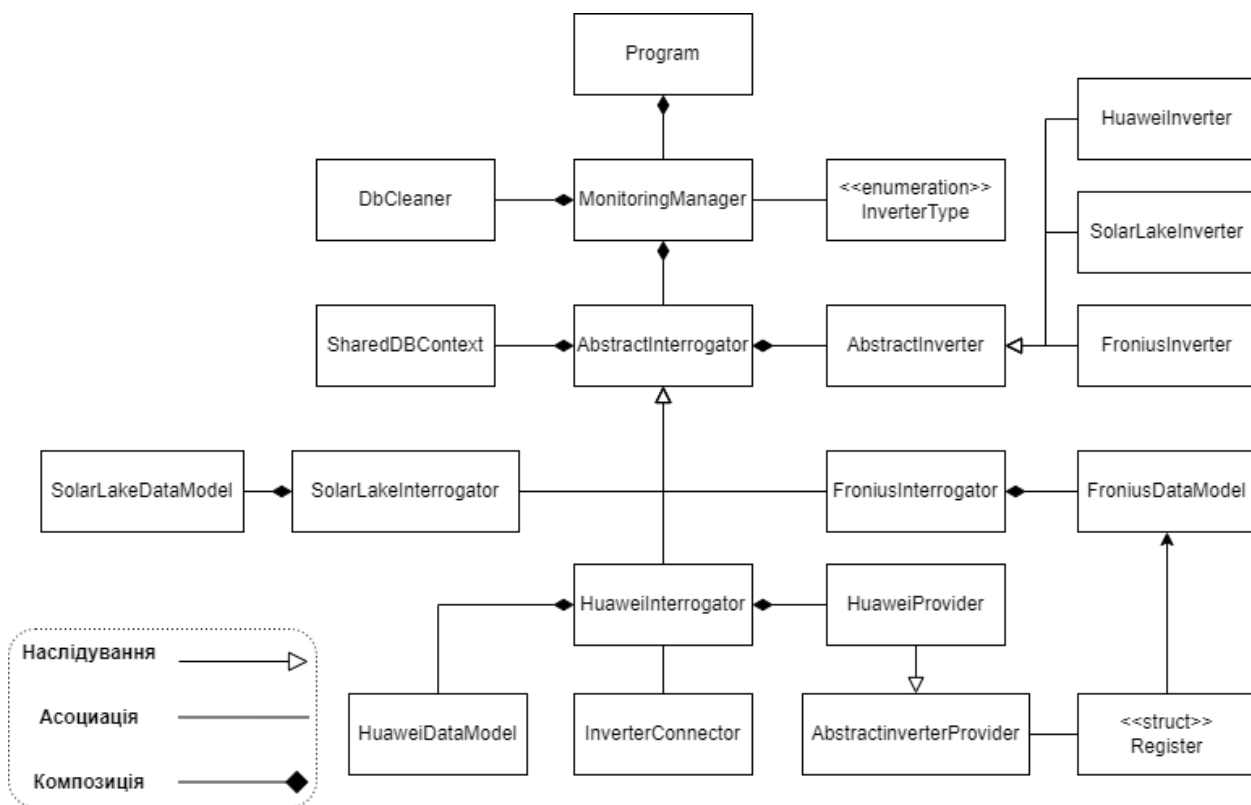 Program
HuaweiInverter
DbCleaner
MonitoringManager
<<enumeration>>
InverterType
SolarLakeInverter
SharedDBContext
AbstractInterrogator
AbstractInverter
FroniusInverter
SolarLakeDataModel
SolarLakeInterrogator
FroniusInterrogator
FroniusDataModel
HuaweiInterrogator
HuaweiProvider
Наслідування
Асоциація
Композиція
HuaweiDataModel
InverterConnector
AbstractinverterProvider
<<struct>>
Register